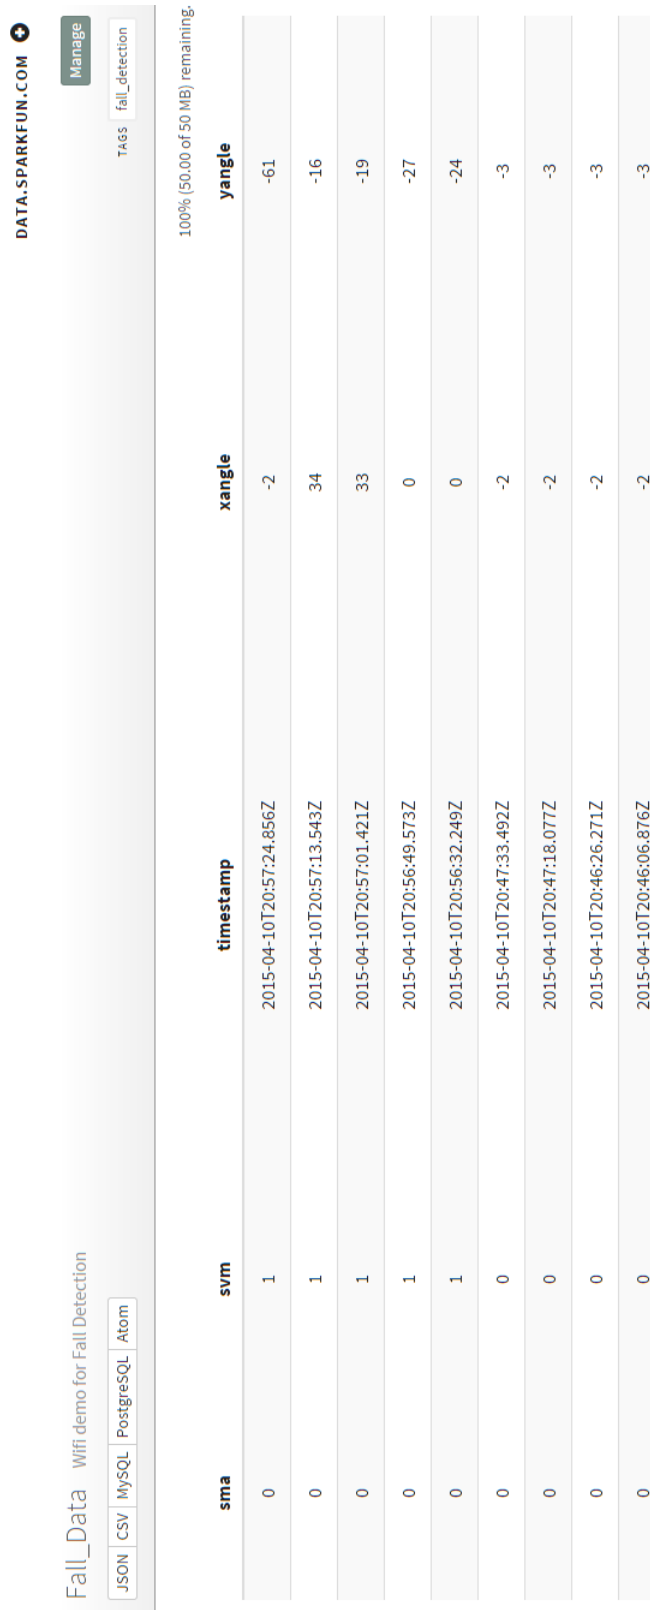 DATA.SPARKFUN.COM
Fall_Data Wifi demo for Fall Detection Manage
JSON CSV MySQL PostgreSQL Atom TAGS fall_detection
100% (50.00 of 50 MB) remaining.
sma svm timestamp xangle yangle
0 1 2015-04-10T20:57:24.856Z -2 -61
0 1 2015-04-10T20:57:13.543Z 34 -16
0 1 2015-04-10T20:57:01.421Z 33 -19
0 1 2015-04-10T20:56:49.573Z 0 -27
0 1 2015-04-10T20:56:32.249Z 0 -24
0 0 2015-04-10T20:47:33.492Z -2 -3
0 0 2015-04-10T20:47:18.077Z -2 -3
0 0 2015-04-10T20:46:26.271Z -2 -3
0 0 2015-04-10T20:46:06.876Z -2 -3